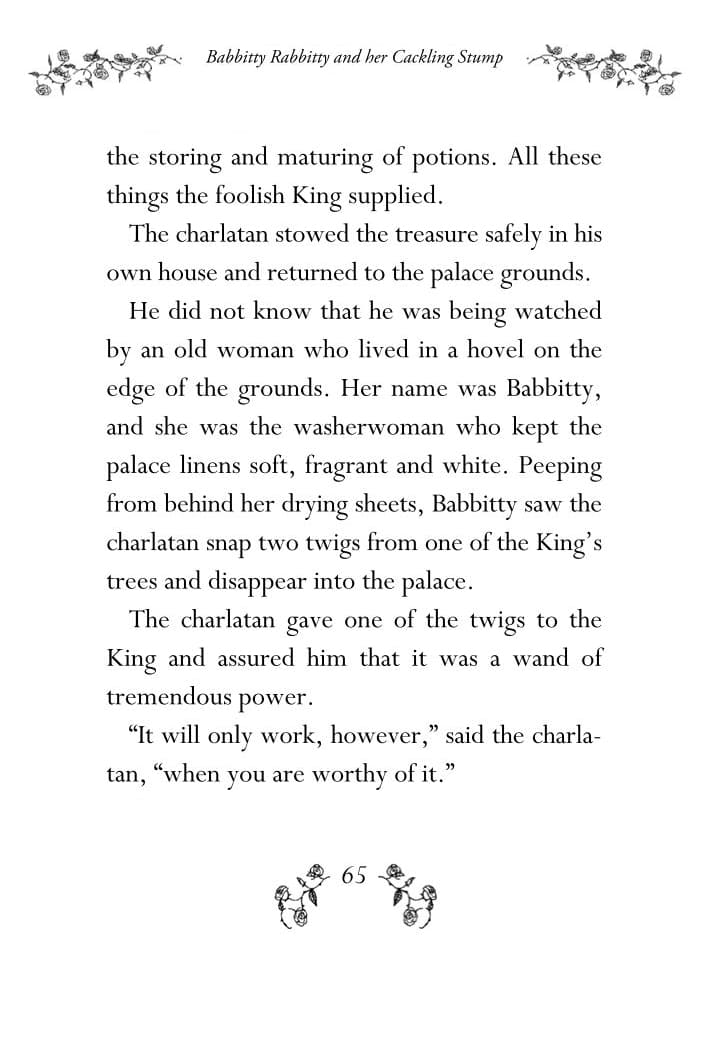 Babbitty Rabbitty and her Cackling Stump
the storing and maturing of potions. All these
things the foolish King supplied.
The charlatan stowed the treasure safely in his
own house and returned to the palace grounds.
He did not know that he was being watched
by an old woman who lived in a hovel on the
edge of the grounds. Her name was Babbitty,
and she was the washerwoman who kept the
palace linens soft, fragrant and white. Peeping
from behind her drying sheets, Babbitty saw the
charlatan snap two twigs from one of the King’s
trees and disappear into the palace.
The charlatan gave one of the twigs to the
King and assured him that it was a wand of
tremendous power.
“It will only work, however,” said the charla-
tan, “when you are worthy of it.”
65